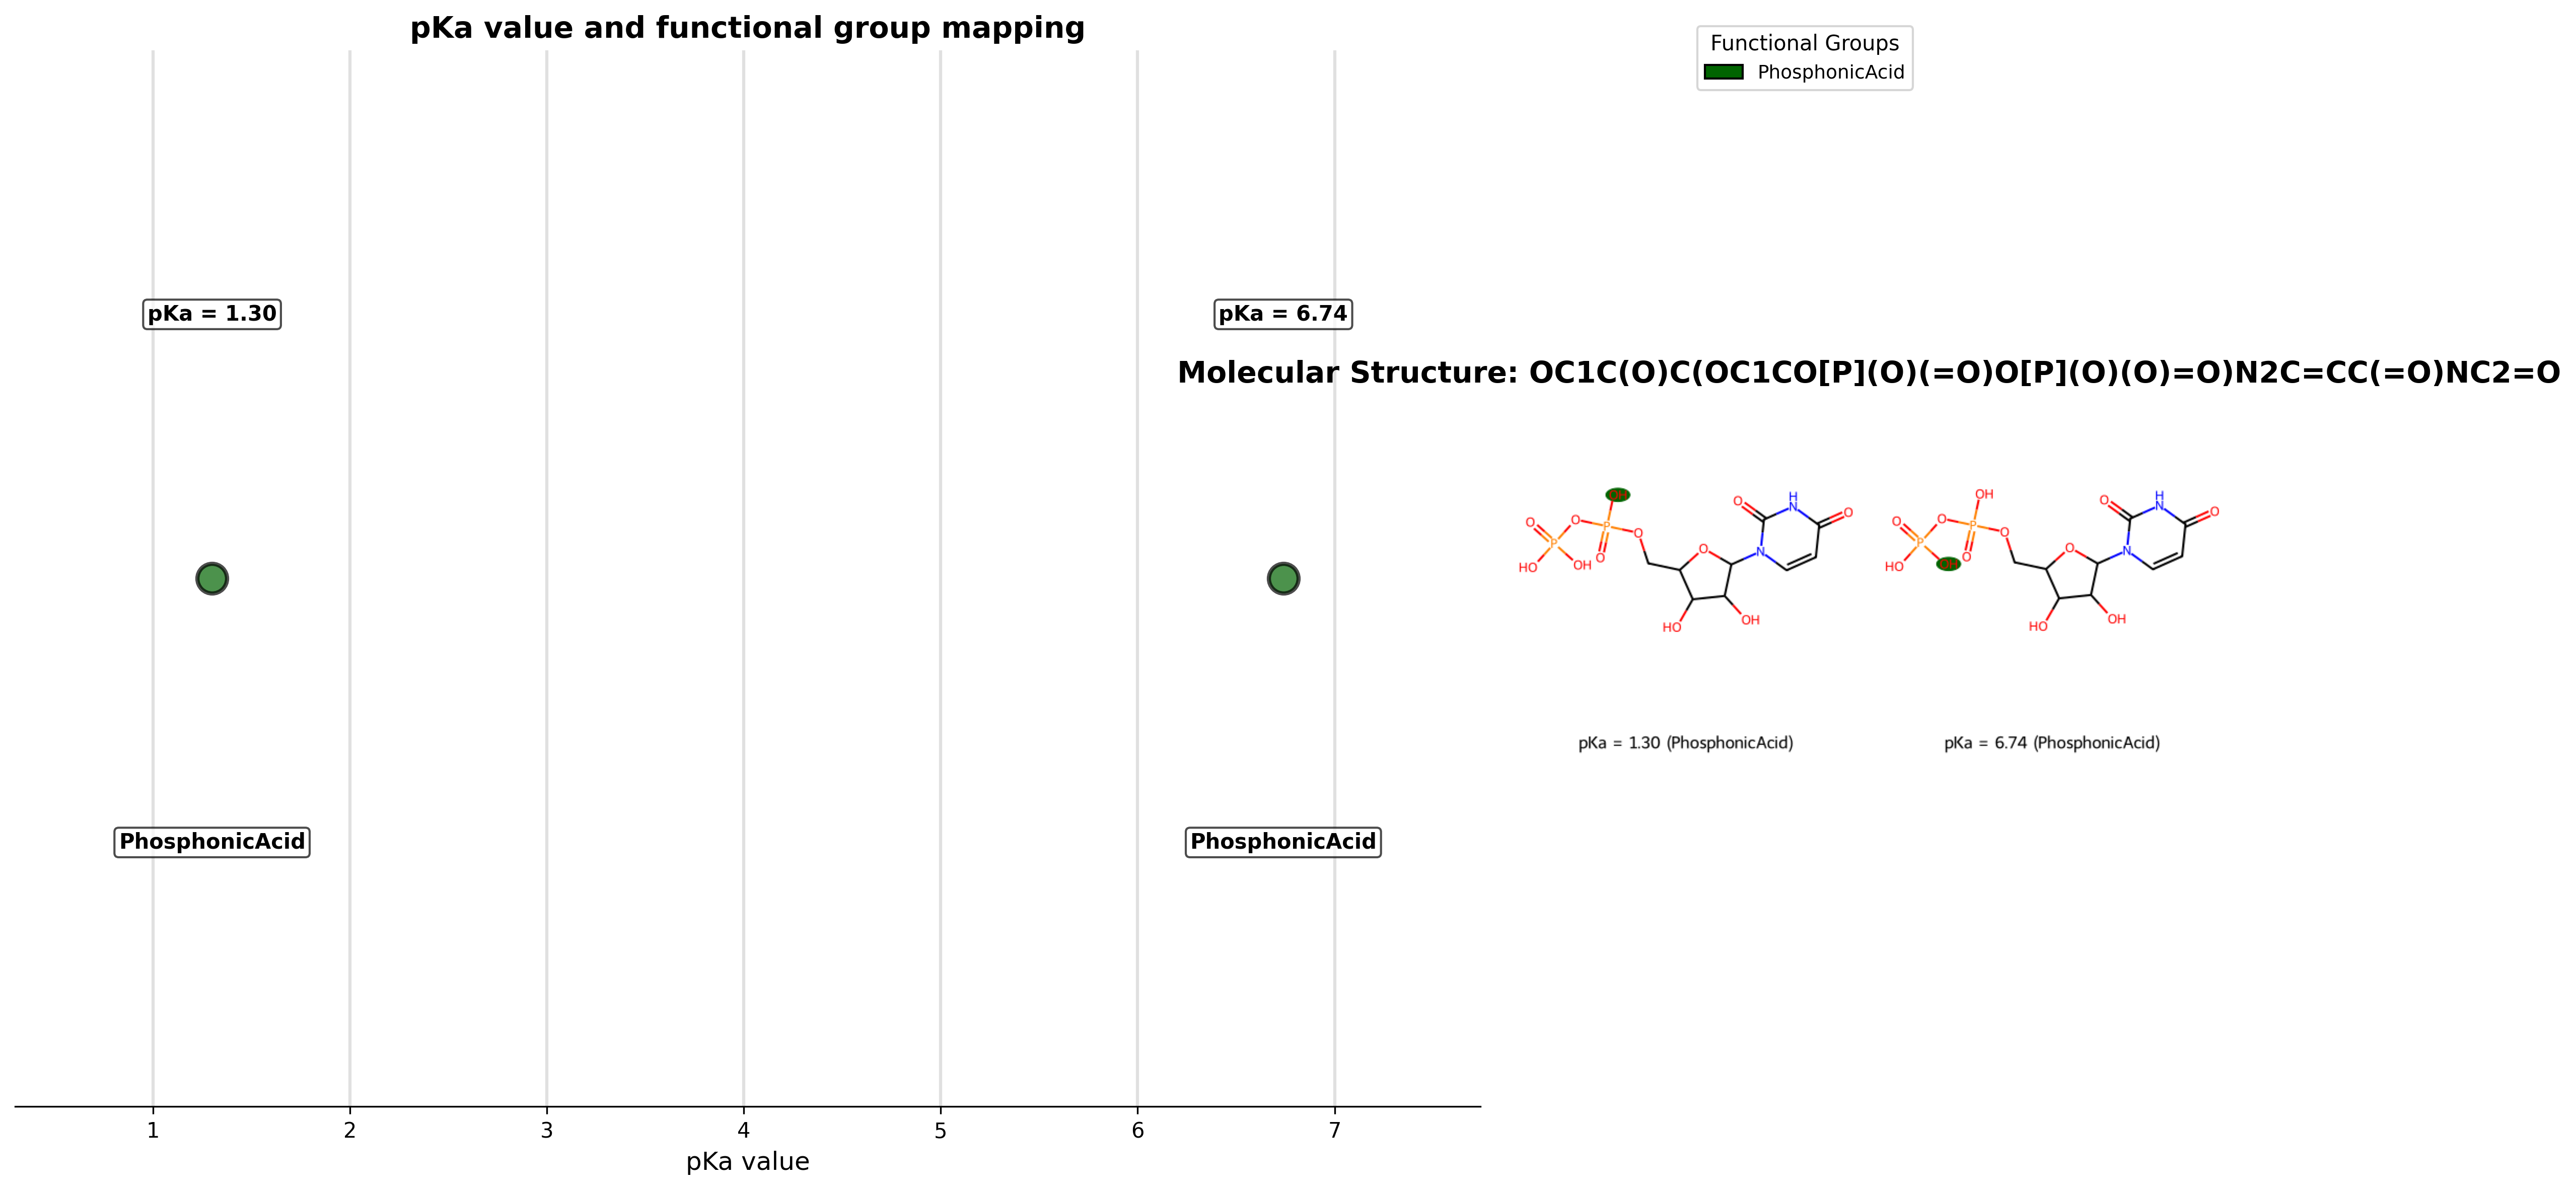 pKa value and functional group mapping
Functional Groups
PhosphonicAcid
pKa = 1.30
pKa = 6.74
Molecular Structure: OC1C(O)C(OC1CO[P](O)(=O)O[P](O)(O)=O)N2C=CC(=O)NC2=O
OH
O
O
P
O
O
P
O
HO
OH
O
H
N
O
N
O
HO
OH
OH
O
O
P
O
O
P
O
HO
OH
O
H
N
O
N
O
HO
OH
pKa = 1.30 (PhosphonicAcid)
pKa = 6.74 (PhosphonicAcid)
PhosphonicAcid
PhosphonicAcid
1
2
3
4
5
6
7
pKa value